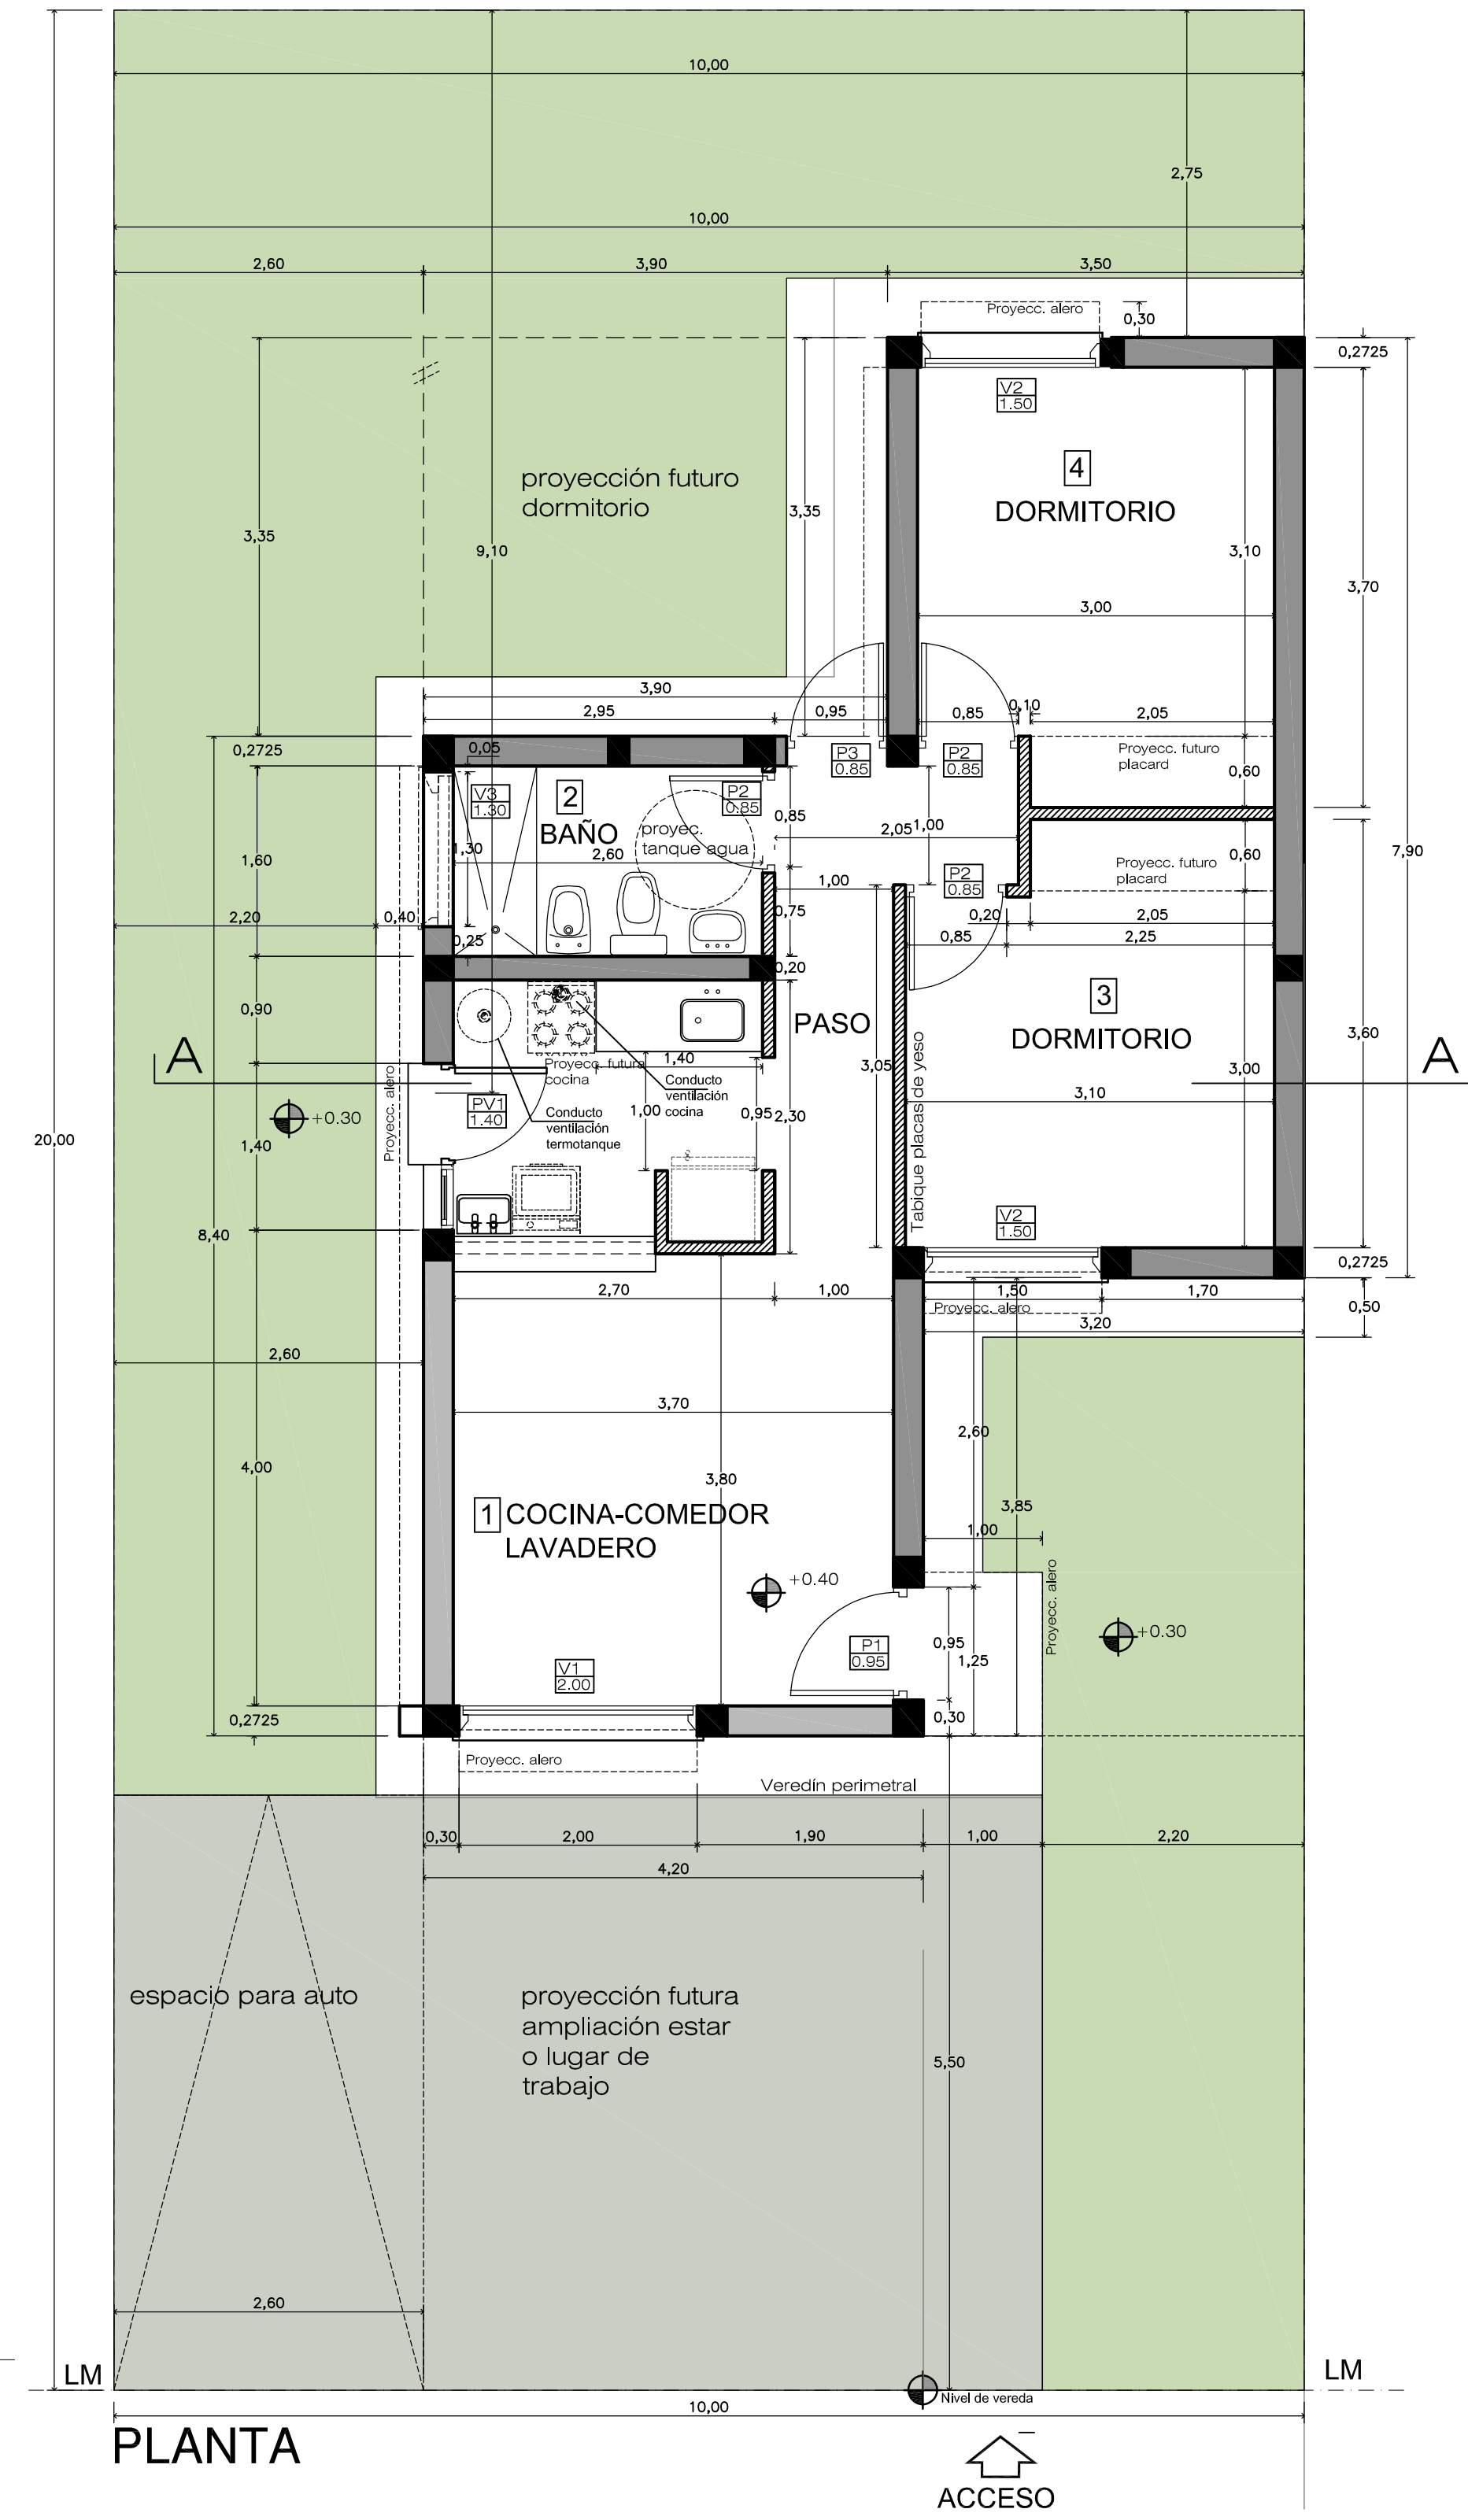 10,00
2,75
10,00
2,60
3,90
3,50
Proyecc. alero
0,30
0,2725
V2
1.50
4
DORMITORIO
proyección futuro
dormitorio
3,35
3,35
9,10
3,10
3,70
3,00
3,90
2,95
0,95
0,85
0,10
2,05
0,2725
0,05
P3
0.85
P2
0.85
Proyecc. futuro
placard
0,60
V3
1.30
2
BAÑO
P2
0.85
proyec.
tanque agua
0,85
2,05
1,00
1,60
1,30
2,60
Proyecc. futuro
placard
0,60
7,90
P2
0.85
1,00
2,20
0,40
0,75
0,20
2,05
0,25
0,85
2,25
0,20
0,90
PASO
3
DORMITORIO
3,60
A
A
Proyecc. futura
cocina
1,40
Conducto
ventilación
cocina
3,05
3,00
Proyecc. alero
PV1
1.40
Conducto
ventilación
termotanque
1,00
0,95
2,30
3,10
Tabique placas de yeso
+0.30
20,00
1,40
8,40
V2
1.50
0,2725
2,70
1,00
1,50
1,70
Proyecc. alero
0,50
3,20
2,60
3,70
2,60
4,00
3,80
3,85
1 COCINA-COMEDOR
LAVADERO
1,00
+0.40
Proyecc. alero
+0.30
P1
0.95
0,95
1,25
V1
2.00
0,2725
0,30
Proyecc. alero
Veredín perimetral
0,30
2,00
1,90
1,00
2,20
4,20
espacio para auto
proyección futura
ampliación estar
o lugar de
trabajo
5,50
2,60
LM
LM
Nivel de vereda
10,00
PLANTA
ACCESO